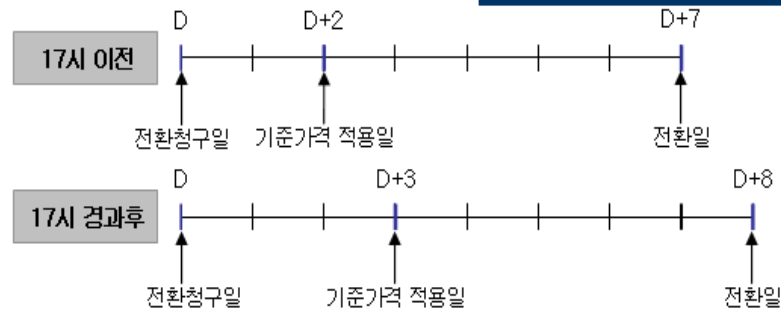 D D+2 D+7
17시 이전
전환청구일 기준가격 적용일 전환일
D D+3 D+8
17시 경과후
전환청구일 기준가격 적용일 전환일